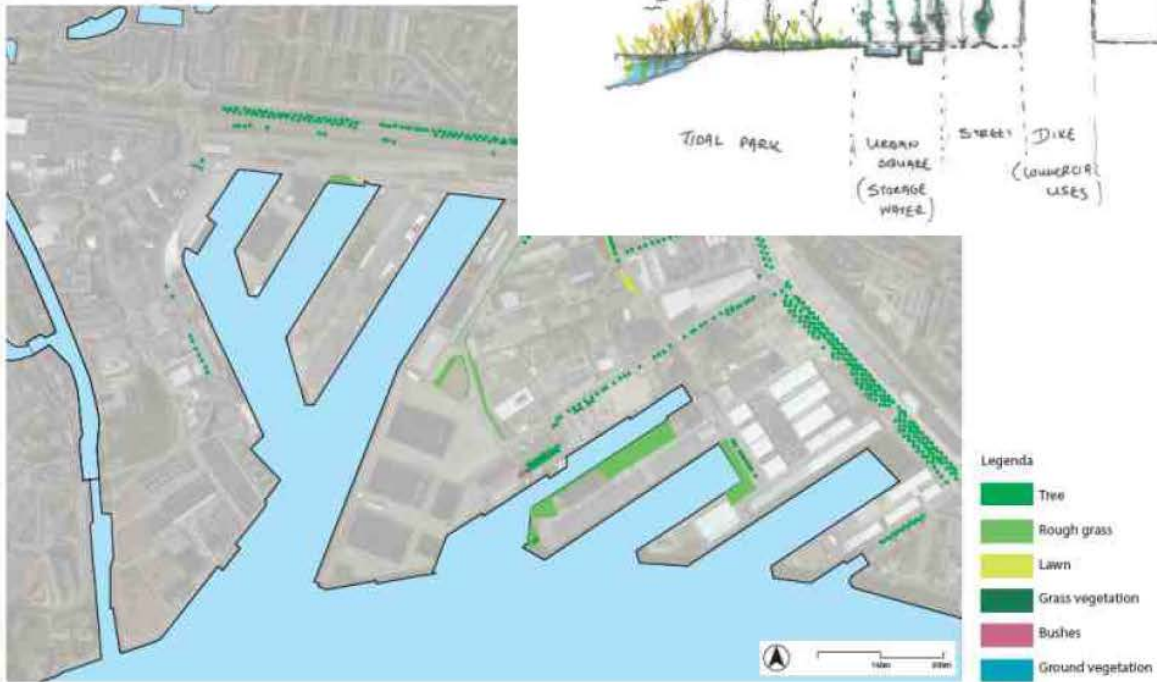 TIDAL PARK
URBAN
SQUARE
(STORAGE
WATER)
STREET
DIKE
(COMMERCIAL
USES)
Legenda
Tree
Rough grass
Lawn
Grass vegetation
Bushes
Ground vegetation